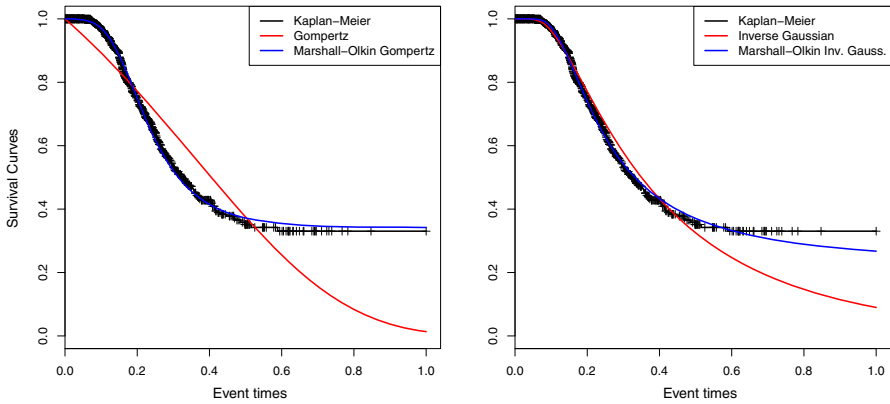 Kaplan−Meier
Gompertz
Marshall−Olkin Gompertz
Survival Curves
1.0
0.8
0.6
0.4
0.2
0.0
0.0 0.2 0.4 0.6 0.8 1.0
Event times
Kaplan−Meier
Inverse Gaussian
Marshall−Olkin Inv. Gauss.
1.0
0.8
0.6
0.4
0.2
0.0
0.0 0.2 0.4 0.6 0.8 1.0
Event times